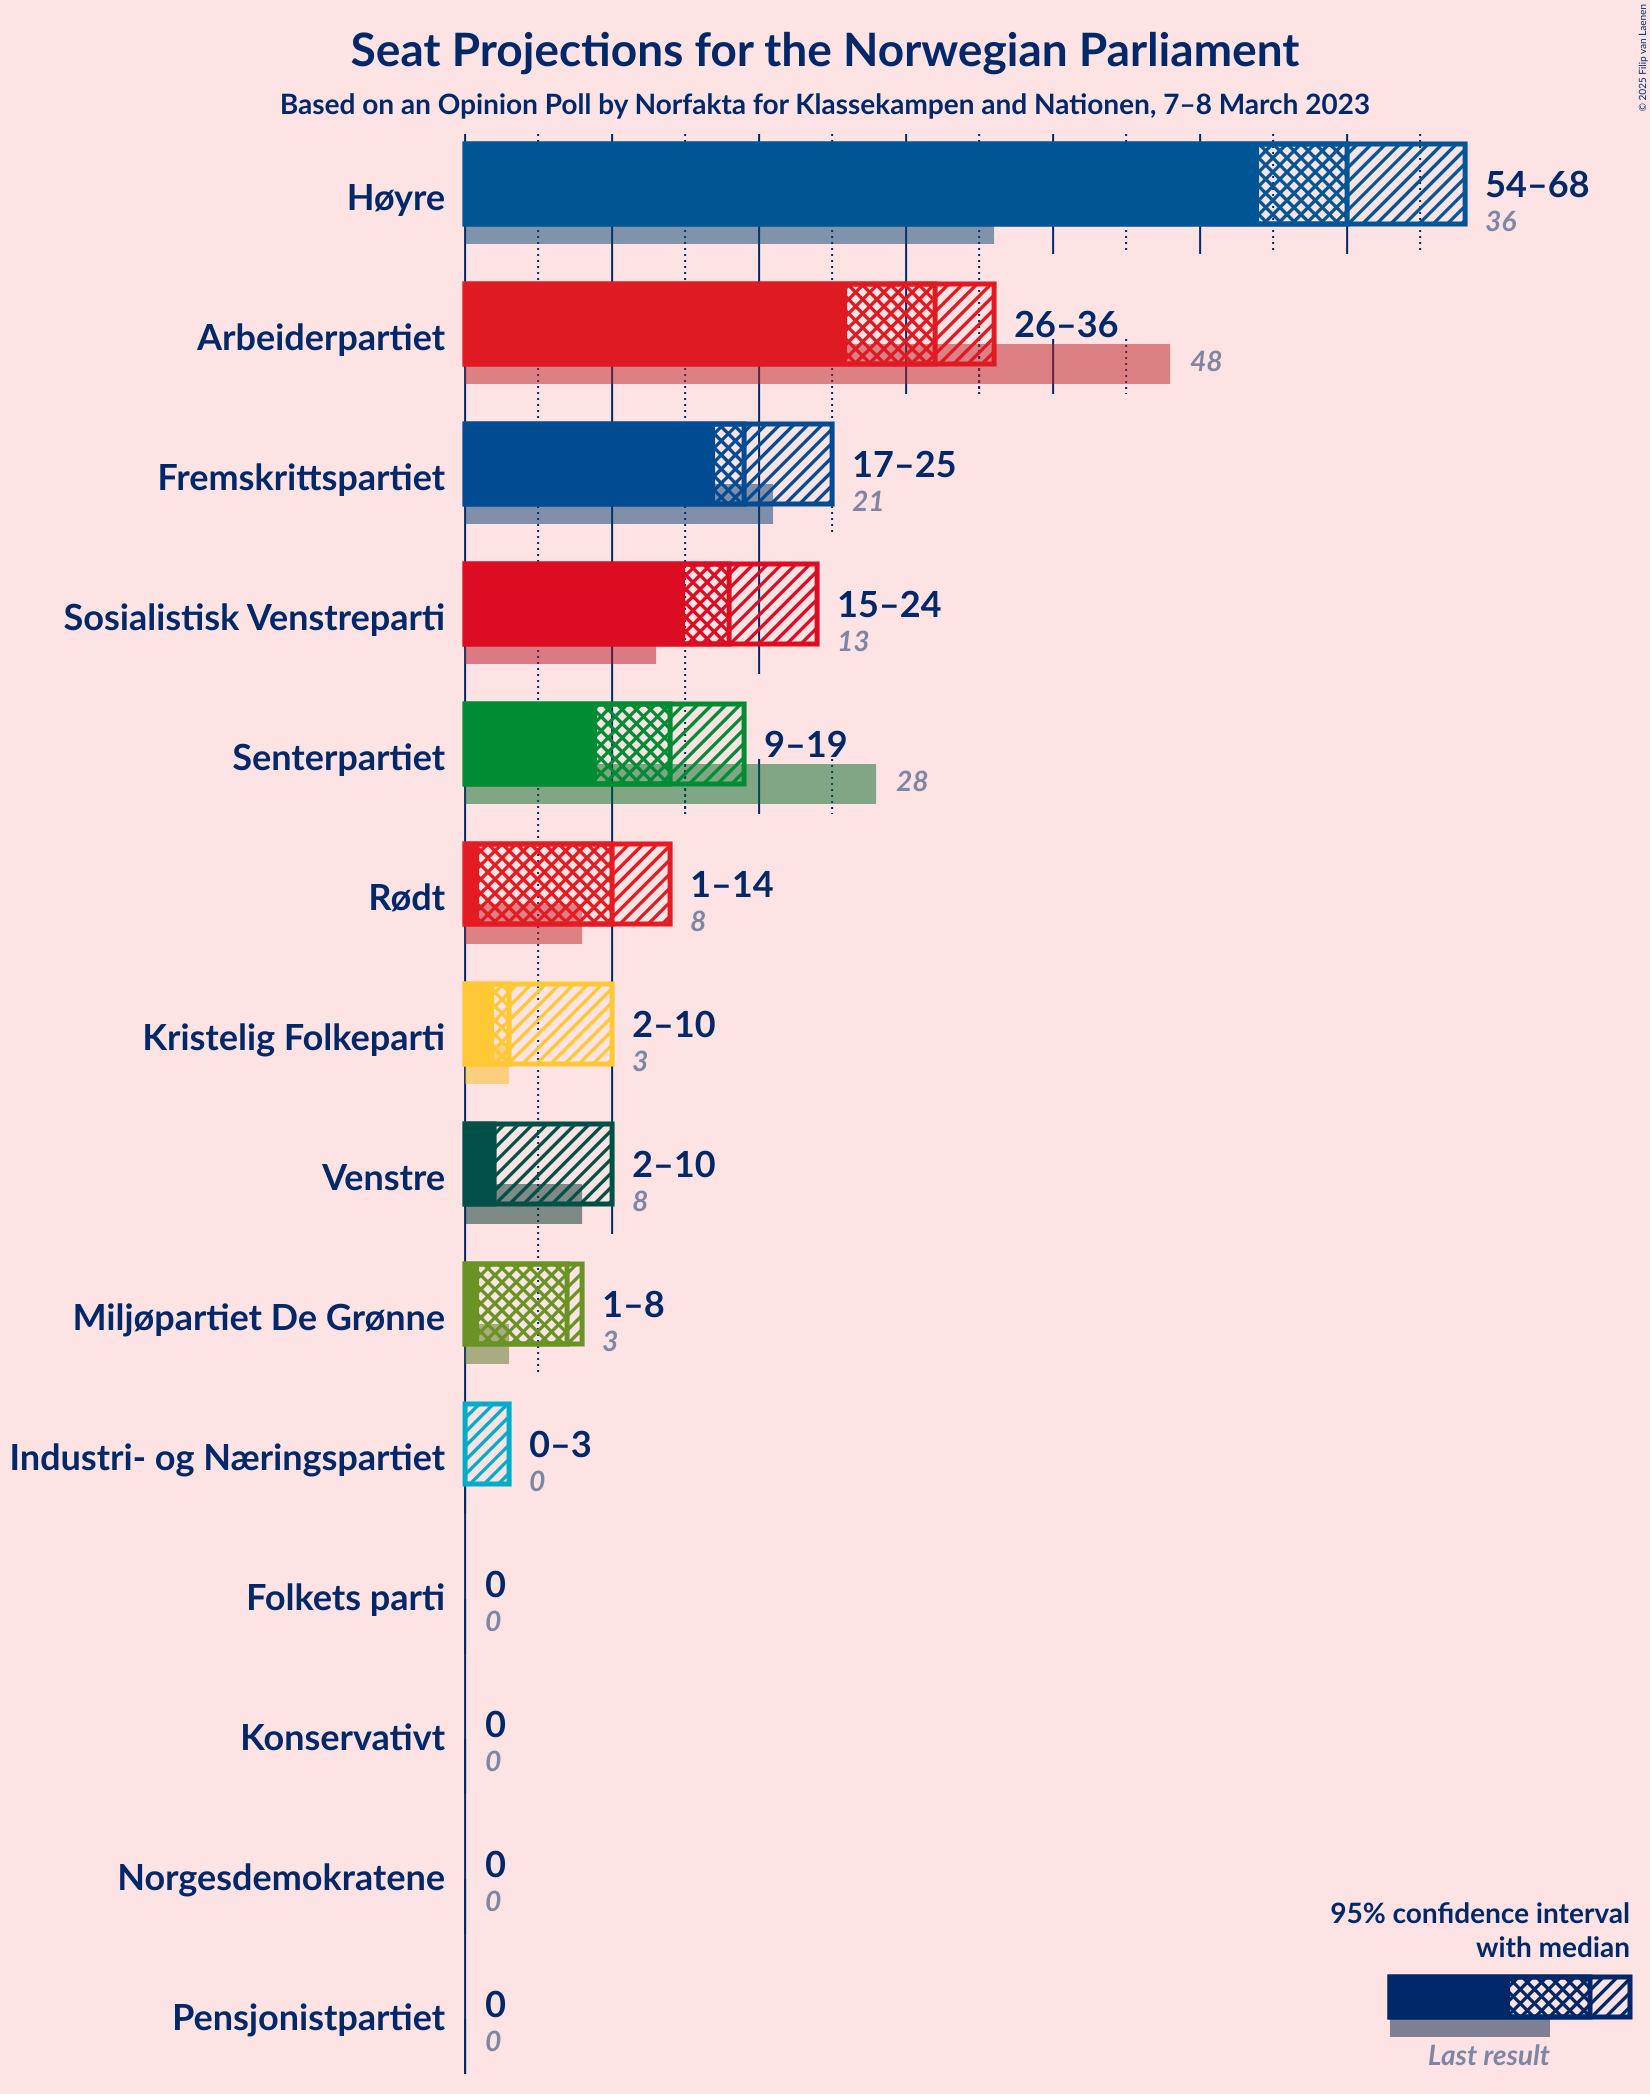 Seat Projections for the Norwegian Parliament
Based on an Opinion Poll by Norfakta for Klassekampen and Nationen, 7–8 March 2023
© 2025 Filip van Laenen
Høyre
54–68
36
Arbeiderpartiet
26–36
48
Fremskrittspartiet
17–25
21
Sosialistisk Venstreparti
15–24
13
Senterpartiet
9–19
28
Rødt
1–14
8
Kristelig Folkeparti
2–10
3
Venstre
2–10
8
Miljøpartiet De Grønne
1–8
3
Industri- og Næringspartiet
0–3
0
Folkets parti
0
0
Konservativt
0
0
Norgesdemokratene
0
0
Pensjonistpartiet
0
0
95% confidence interval
with median
Last result